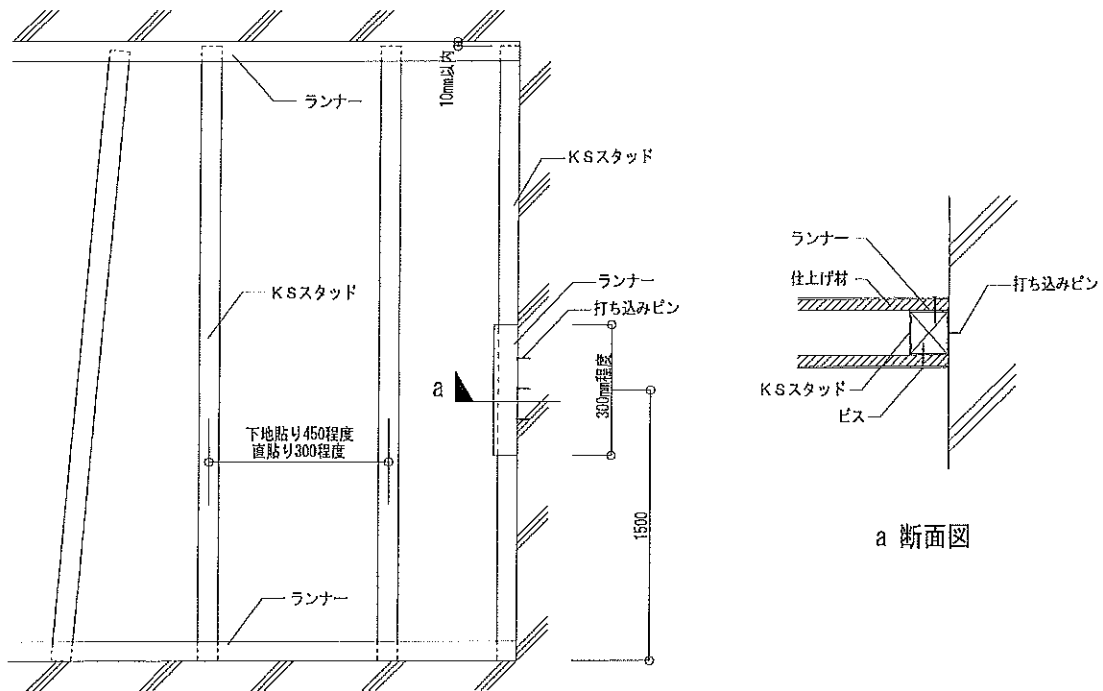 10mm以内
ランナー
KSスタッド
ランナー
打ち込みピン
KSスタッド
a
300mm程度
下地貼り450程度
直貼り300程度
1500
ランナー
ランナー
仕上げ材
打ち込みピン
KSスタッド
ビス
a 断面図